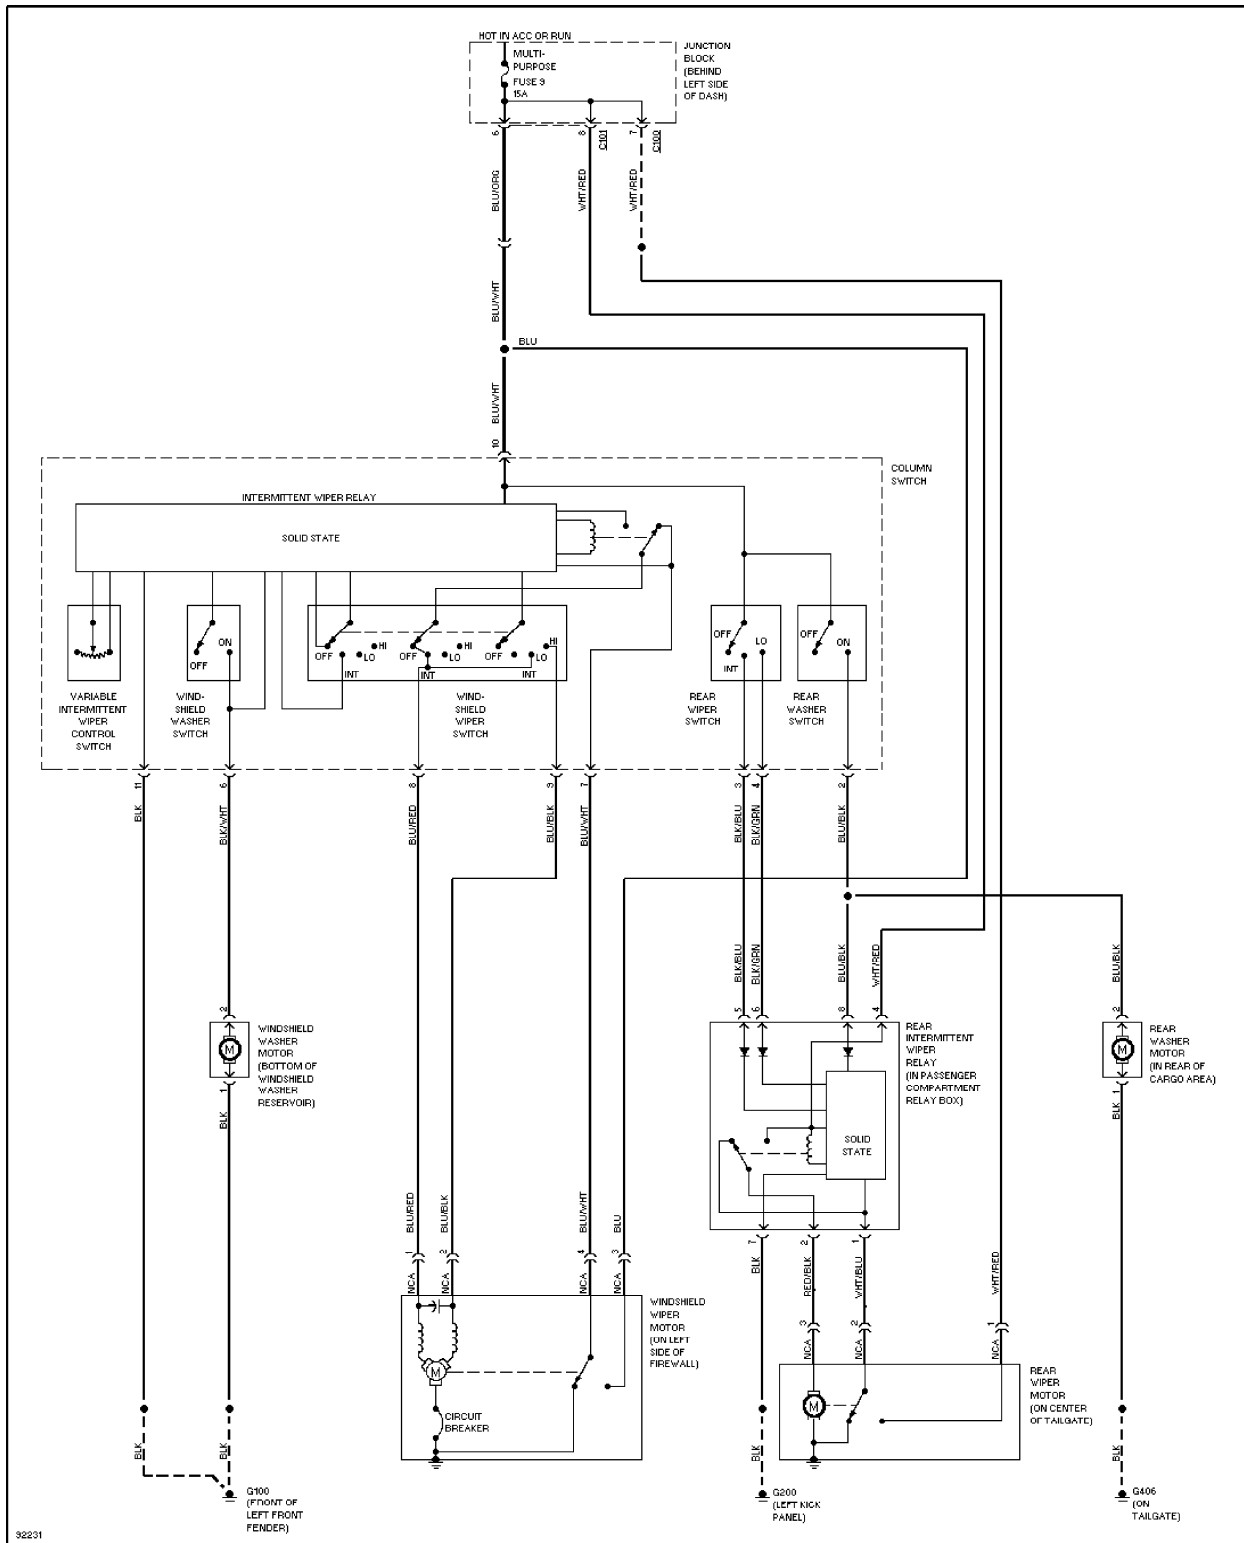 HOT IN ACC OR RUN
MULTI-
PURPOSE
FUSE 9
15A
JUNCTION
BLOCK
(BEHIND
LEFT SIDE
OF DASH)
6
8
C101
7
C100
BLU/ORG
WHT/RED
WHT/RED
BLU/WHT
BLU
BLU/WHT
10
COLUMN
SWITCH
INTERMITTENT WIPER RELAY
SOLID STATE
OFF
ON
OFF
INT
LO
HI
OFF
INT
LO
HI
OFF
INT
LO
HI
OFF
INT
LO
OFF
ON
VARIABLE
INTERMITTENT
WIPER
CONTROL
SWITCH
WIND-
SHIELD
WASHER
SWITCH
WIND-
SHIELD
WIPER
SWITCH
REAR
WIPER
SWITCH
REAR
WASHER
SWITCH
11
6
8
9
7
3
4
2
BLK
BLK/WHT
BLU/RED
BLU/BLK
BLU/WHT
BLK/BLU
BLK/GRN
BLU/BLK
BLK/BLU
BLK/GRN
BLU/BLK
WHT/RED
BLU/BLK
2
5
6
8
4
2
M
WINDSHIELD
WASHER
MOTOR
(BOTTOM OF
WINDSHIELD
WASHER
RESERVOIR)
1
BLK
REAR
INTERMITTENT
WIPER
RELAY
(IN PASSENGER
COMPARTMENT
RELAY BOX)
SOLID
STATE
M
REAR
WASHER
MOTOR
(IN REAR OF
CARGO AREA)
1
BLK
BLU/RED
BLU/BLK
BLU/WHT
BLU
1
2
4
3
NCA
NCA
NCA
NCA
7
2
1
BLK
RED/BLK
WHT/BLU
WHT/RED
3
2
1
NCA
NCA
NCA
M
CIRCUIT
BREAKER
WINDSHIELD
WIPER
MOTOR
(ON LEFT
SIDE OF
FIREWALL)
M
REAR
WIPER
MOTOR
(ON CENTER
OF TAILGATE)
BLK
BLK
BLK
BLK
G100
(FRONT OF
LEFT FRONT
FENDER)
G200
(LEFT KICK
PANEL)
G406
(ON
TAILGATE)
92231